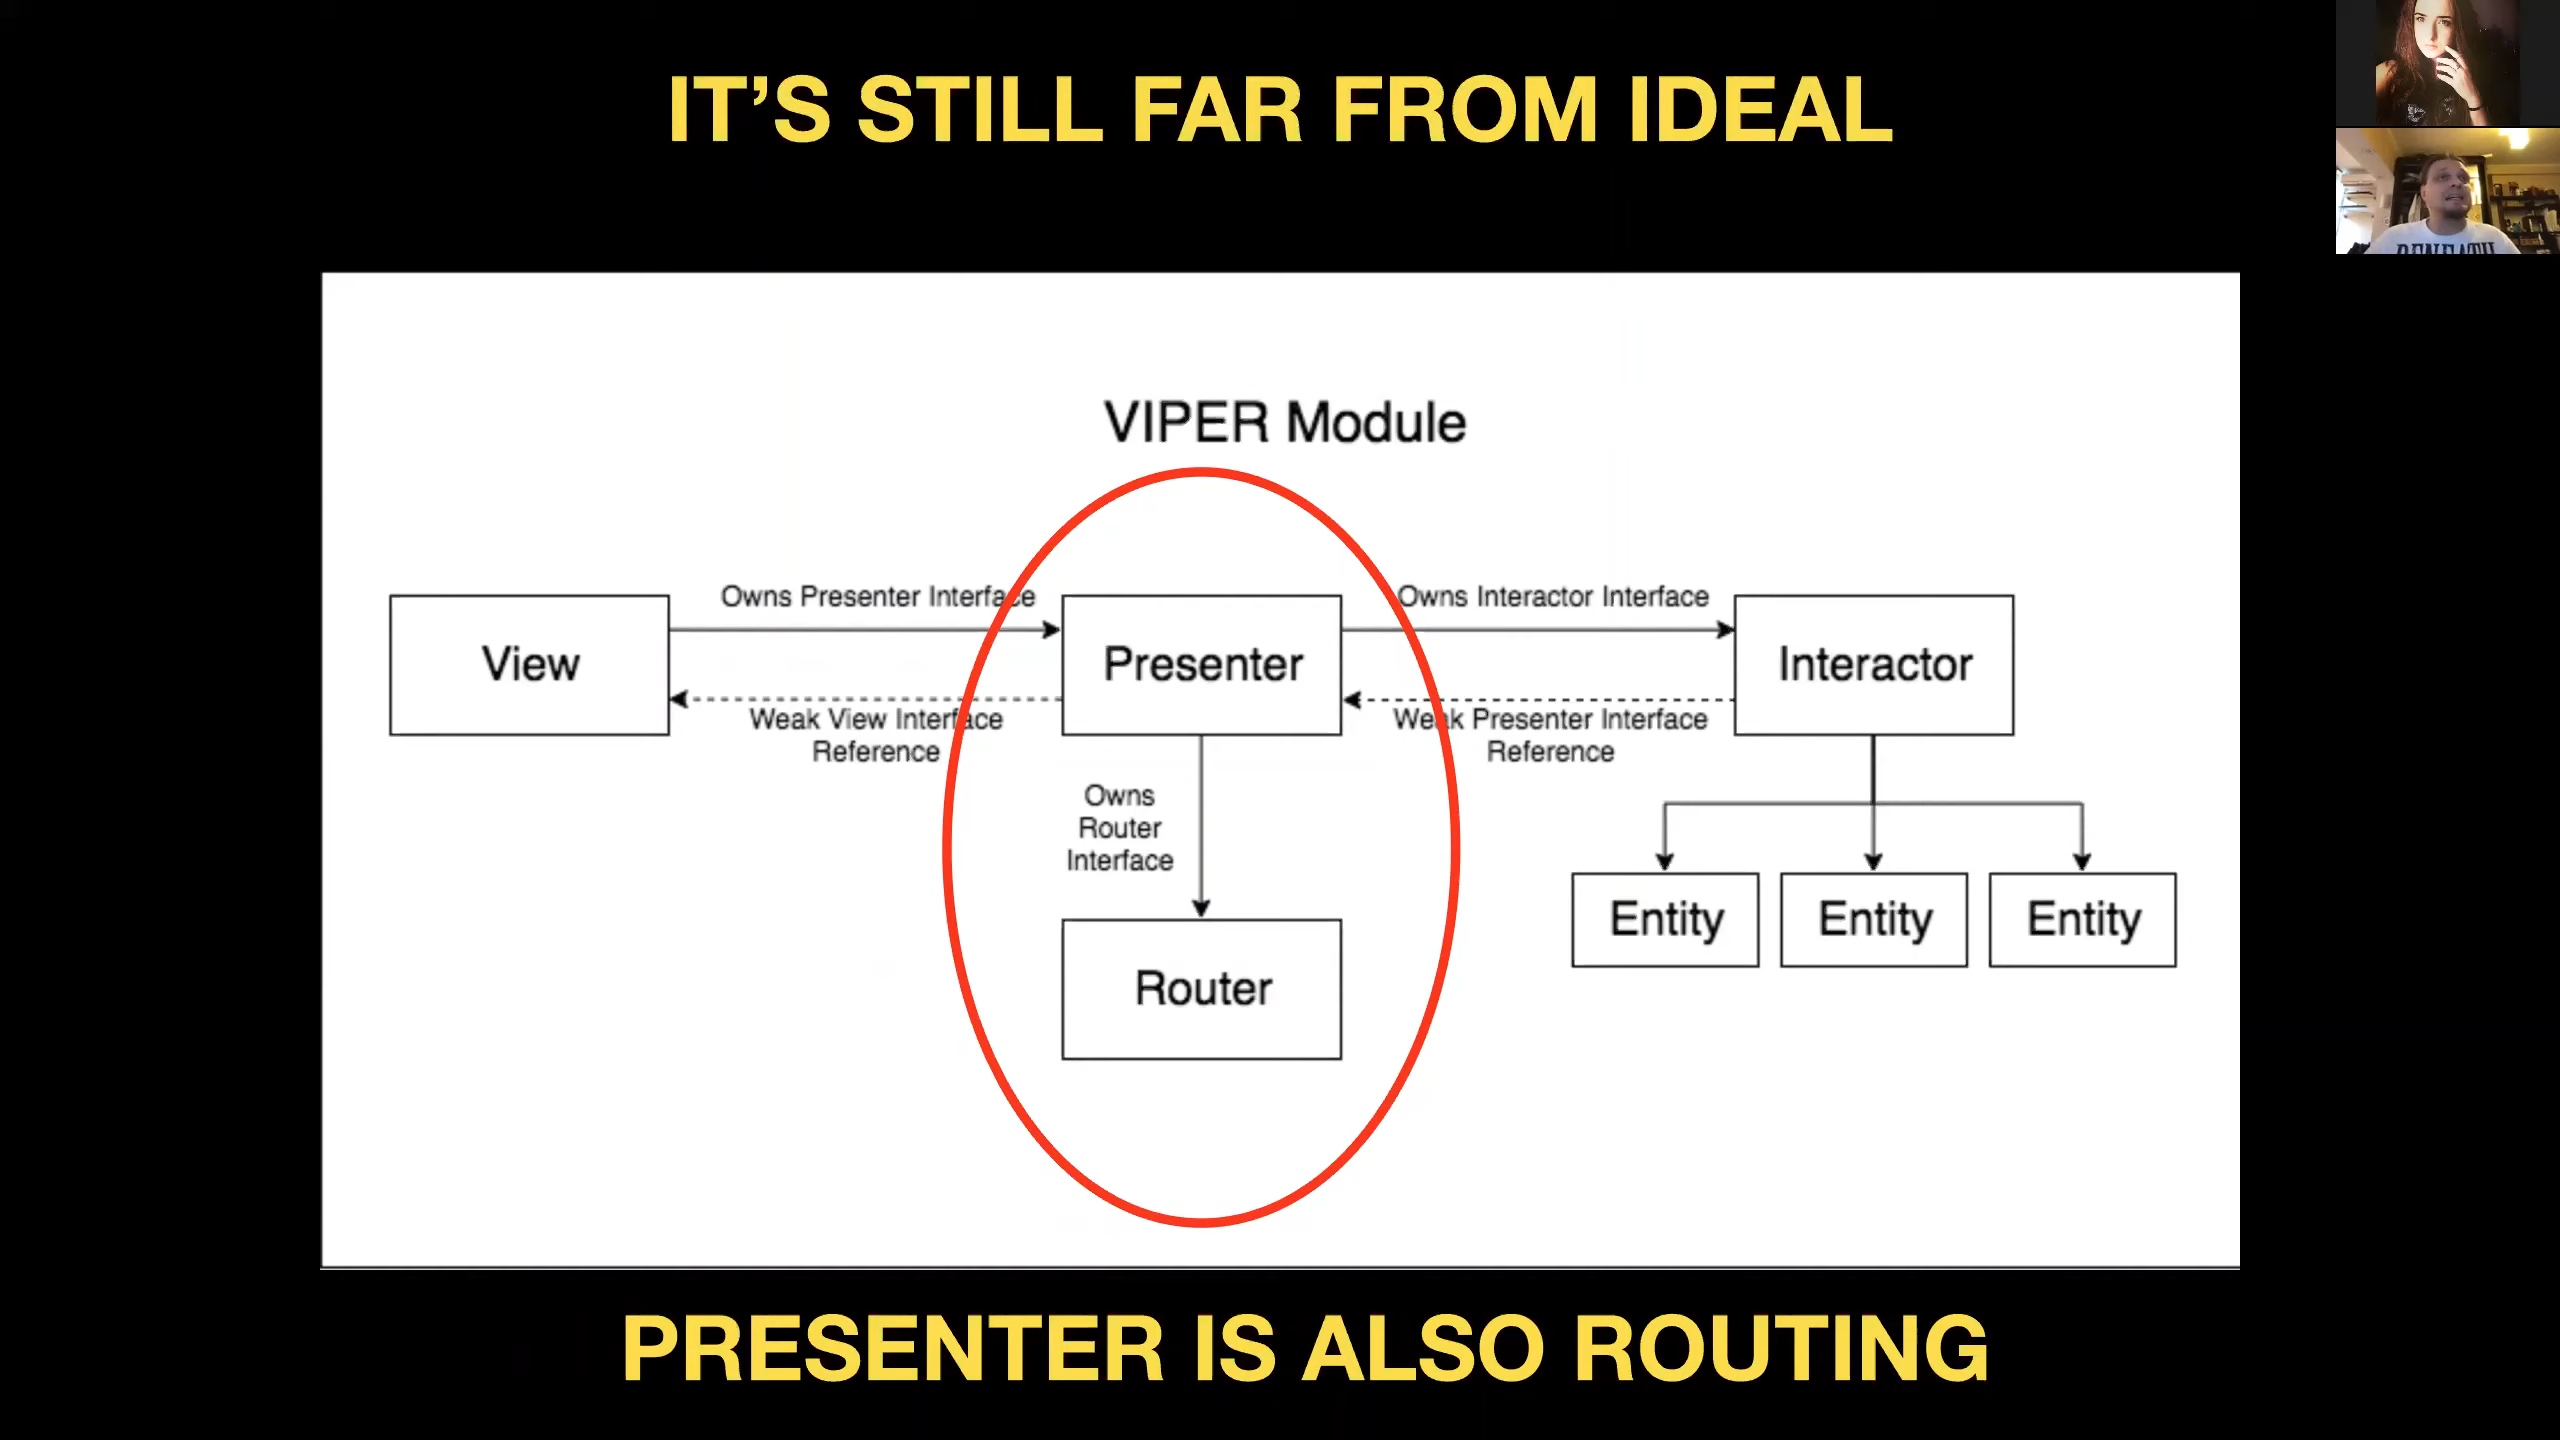 IT'S STILL FAR FROM IDEAL
VIPER Module
Owns Presenter Interface
Owns Interactor Interface
View
Presenter
Interactor
Weak View Interface
Reference
Weak Presenter Interface
Reference
Owns
Router
Interface
Entity
Entity
Entity
Router
PRESENTER IS ALSO ROUTING